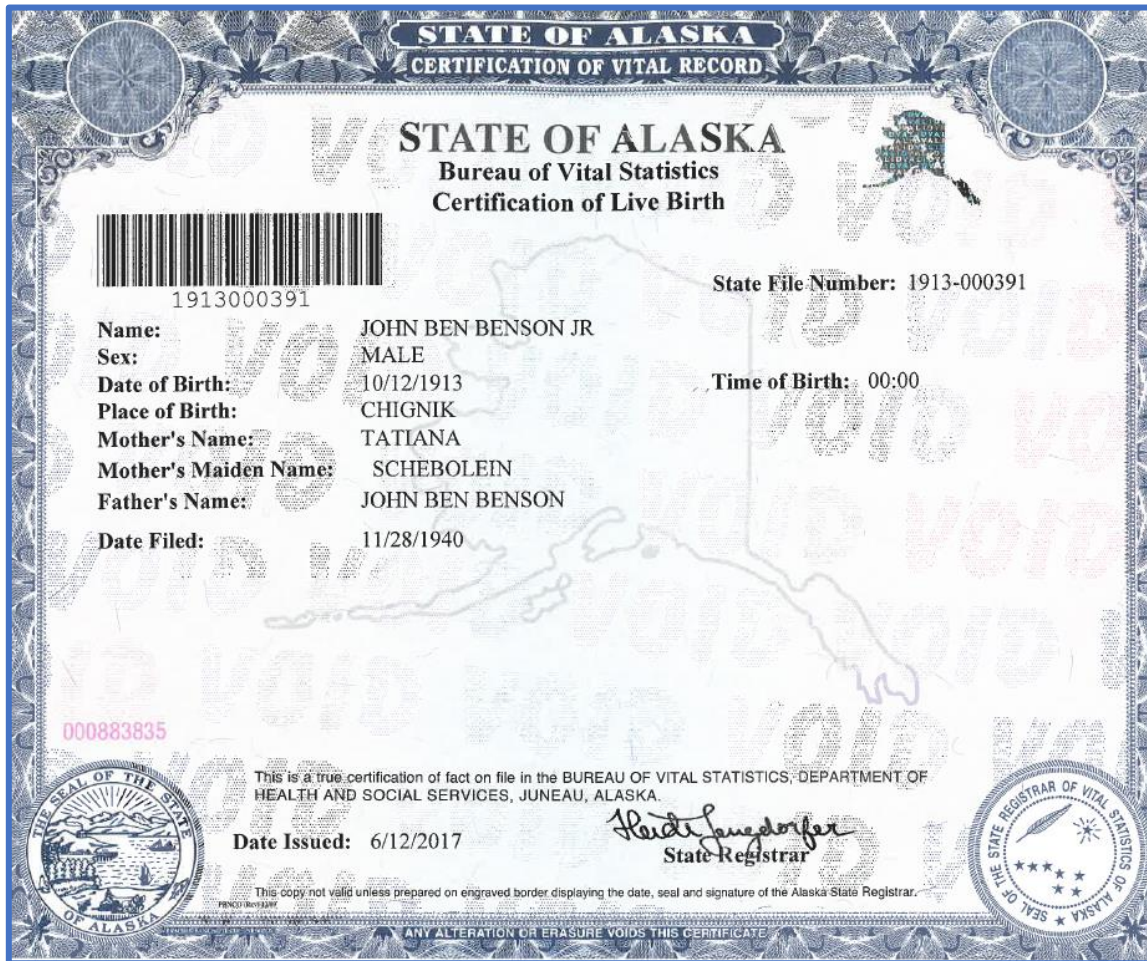 STATE OF ALASKA
CERTIFICATION OF VITAL RECORD
STATE OF ALASKA
Bureau of Vital Statistics
Certification of Live Birth
1913000391
State File Number: 1913-000391
Name: JOHN BEN BENSON JR
Sex: MALE
Date of Birth: 10/12/1913 Time of Birth: 00:00
Place of Birth: CHIGNIK
Mother's Name: TATIANA
Mother's Maiden Name: SCHEBOLEIN
Father's Name: JOHN BEN BENSON
Date Filed: 11/28/1940
000883835
This is a true certification of fact on file in the BUREAU OF VITAL STATISTICS, DEPARTMENT OF
HEALTH AND SOCIAL SERVICES, JUNEAU, ALASKA.
Date Issued: 6/12/2017
Heidi Lengdorfer
State Registrar
This copy not valid unless prepared on engraved border displaying the date, seal and signature of the Alaska State Registrar.
ANY ALTERATION OR ERASURE VOIDS THIS CERTIFICATE
THE SEAL OF THE STATE OF ALASKA
SEAL OF THE STATE REGISTRAR OF VITAL STATISTICS ALASKA
VOID